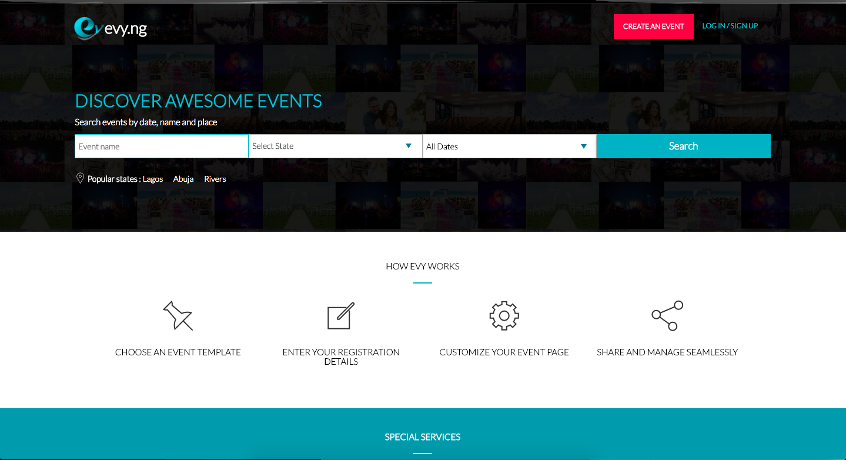 evy.ng
CREATE AN EVENT
LOG IN / SIGN UP
DISCOVER AWESOME EVENTS
Search events by date, name and place
Event name
Select State
All Dates
Search
Popular states : Lagos Abuja Rivers
HOW EVY WORKS
CHOOSE AN EVENT TEMPLATE
ENTER YOUR REGISTRATION
DETAILS
CUSTOMIZE YOUR EVENT PAGE
SHARE AND MANAGE SEAMLESSLY
SPECIAL SERVICES